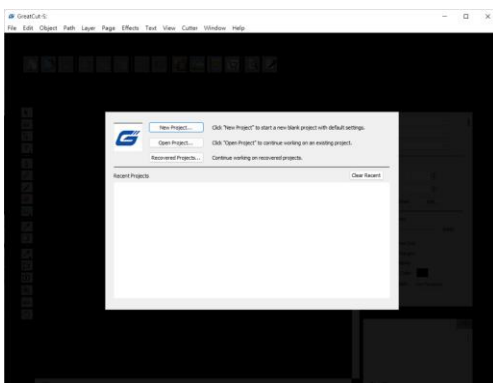 GreatCut-S:
File Edit Object Path Layer Page Effects Text View Cutter Window Help
New Project... Click "New Project" to start a new blank project with default settings.
Open Project... Click "Open Project" to continue working on an existing project.
Recovered Projects... Continue working on recovered projects.
Recent Projects Clear Recent